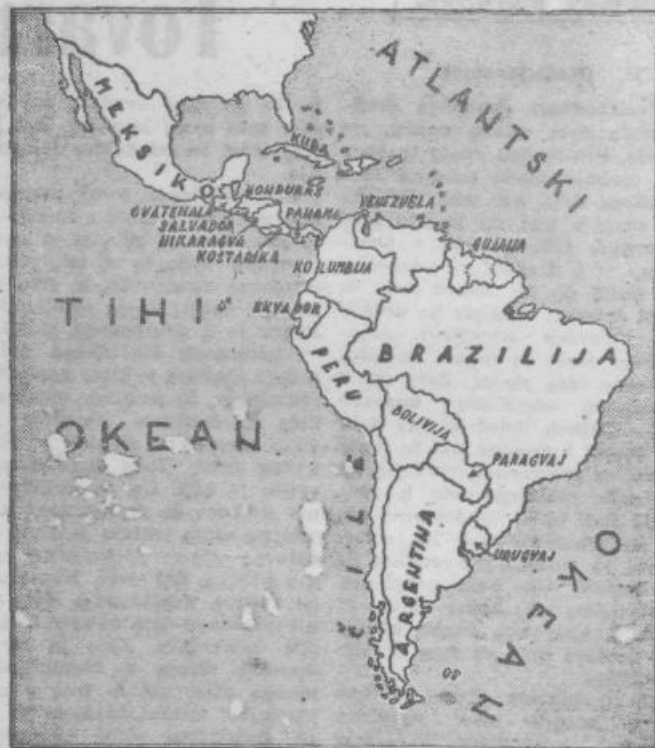 ATLANTSKI
MEKSIKO
KUBA
HONDURAS
GVATEMALA
SALVADOR
NIKARAGVA
KOSTARIKA
PANAMA
VENEZUELA
GUJANA
KOLUMBIJA
TIHI
EKVADOR
BRAZILIJA
PERU
OKEAN
BOLIVIJA
PARAGVAJ
ČILE
ARGENTINA
URUGVAJ
OKEAN